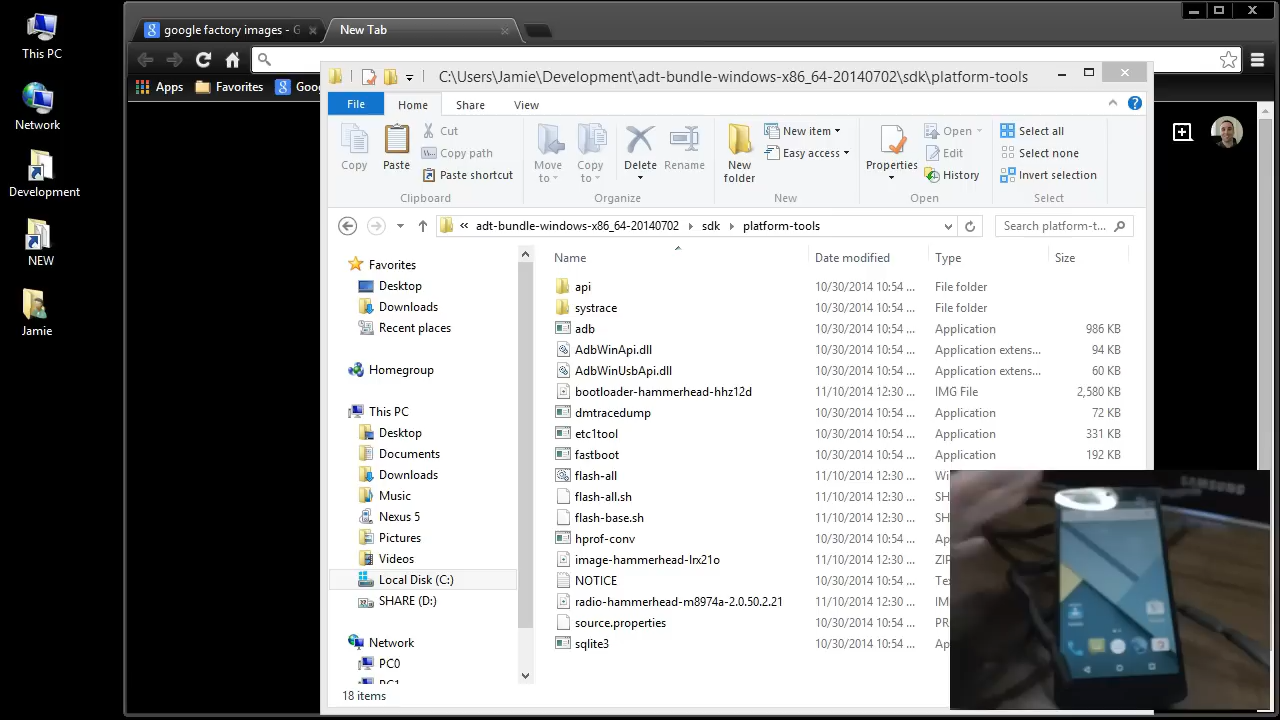 This PC
Network
Development
NEW
Jamie
google factory images - G
New Tab
Apps
Favorites
Goo
C:\Users\Jamie\Development\adt-bundle-windows-x86_64-20140702\sdk\platform-tools
File
Home
Share
View
Copy
Paste
Cut
Copy path
Paste shortcut
Clipboard
Move to
Copy to
Delete
Rename
Organize
New folder
New item
Easy access
New
Properties
Open
Edit
History
Open
Select all
Select none
Invert selection
Select
« adt-bundle-windows-x86_64-20140702 sdk platform-tools
Search platform-t...
Favorites
Desktop
Downloads
Recent places
Homegroup
This PC
Desktop
Documents
Downloads
Music
Nexus 5
Pictures
Videos
Local Disk (C:)
SHARE (D:)
Network
PC0
PC1
Name Date modified Type Size
api 10/30/2014 10:54 ... File folder
systrace 10/30/2014 10:54 ... File folder
adb 10/30/2014 10:54 ... Application 986 KB
AdbWinApi.dll 10/30/2014 10:54 ... Application extens... 94 KB
AdbWinUsbApi.dll 10/30/2014 10:54 ... Application extens... 60 KB
bootloader-hammerhead-hhz12d 11/10/2014 12:30 ... IMG File 2,580 KB
dmtracedump 10/30/2014 10:54 ... Application 72 KB
etc1tool 10/30/2014 10:54 ... Application 331 KB
fastboot 10/30/2014 10:54 ... Application 192 KB
flash-all 11/10/2014 12:30 ... Wi
flash-all.sh 11/10/2014 12:30 ... SH
flash-base.sh 11/10/2014 12:30 ... SH
hprof-conv 10/30/2014 10:54 ... Ap
image-hammerhead-lrx21o 11/10/2014 12:30 ... ZIP
NOTICE 10/30/2014 10:54 ... Te
radio-hammerhead-m8974a-2.0.50.2.21 11/10/2014 12:30 ... IM
source.properties 10/30/2014 10:54 ... PR
sqlite3 10/30/2014 10:54 ... Ap
18 items
SAMSUNG